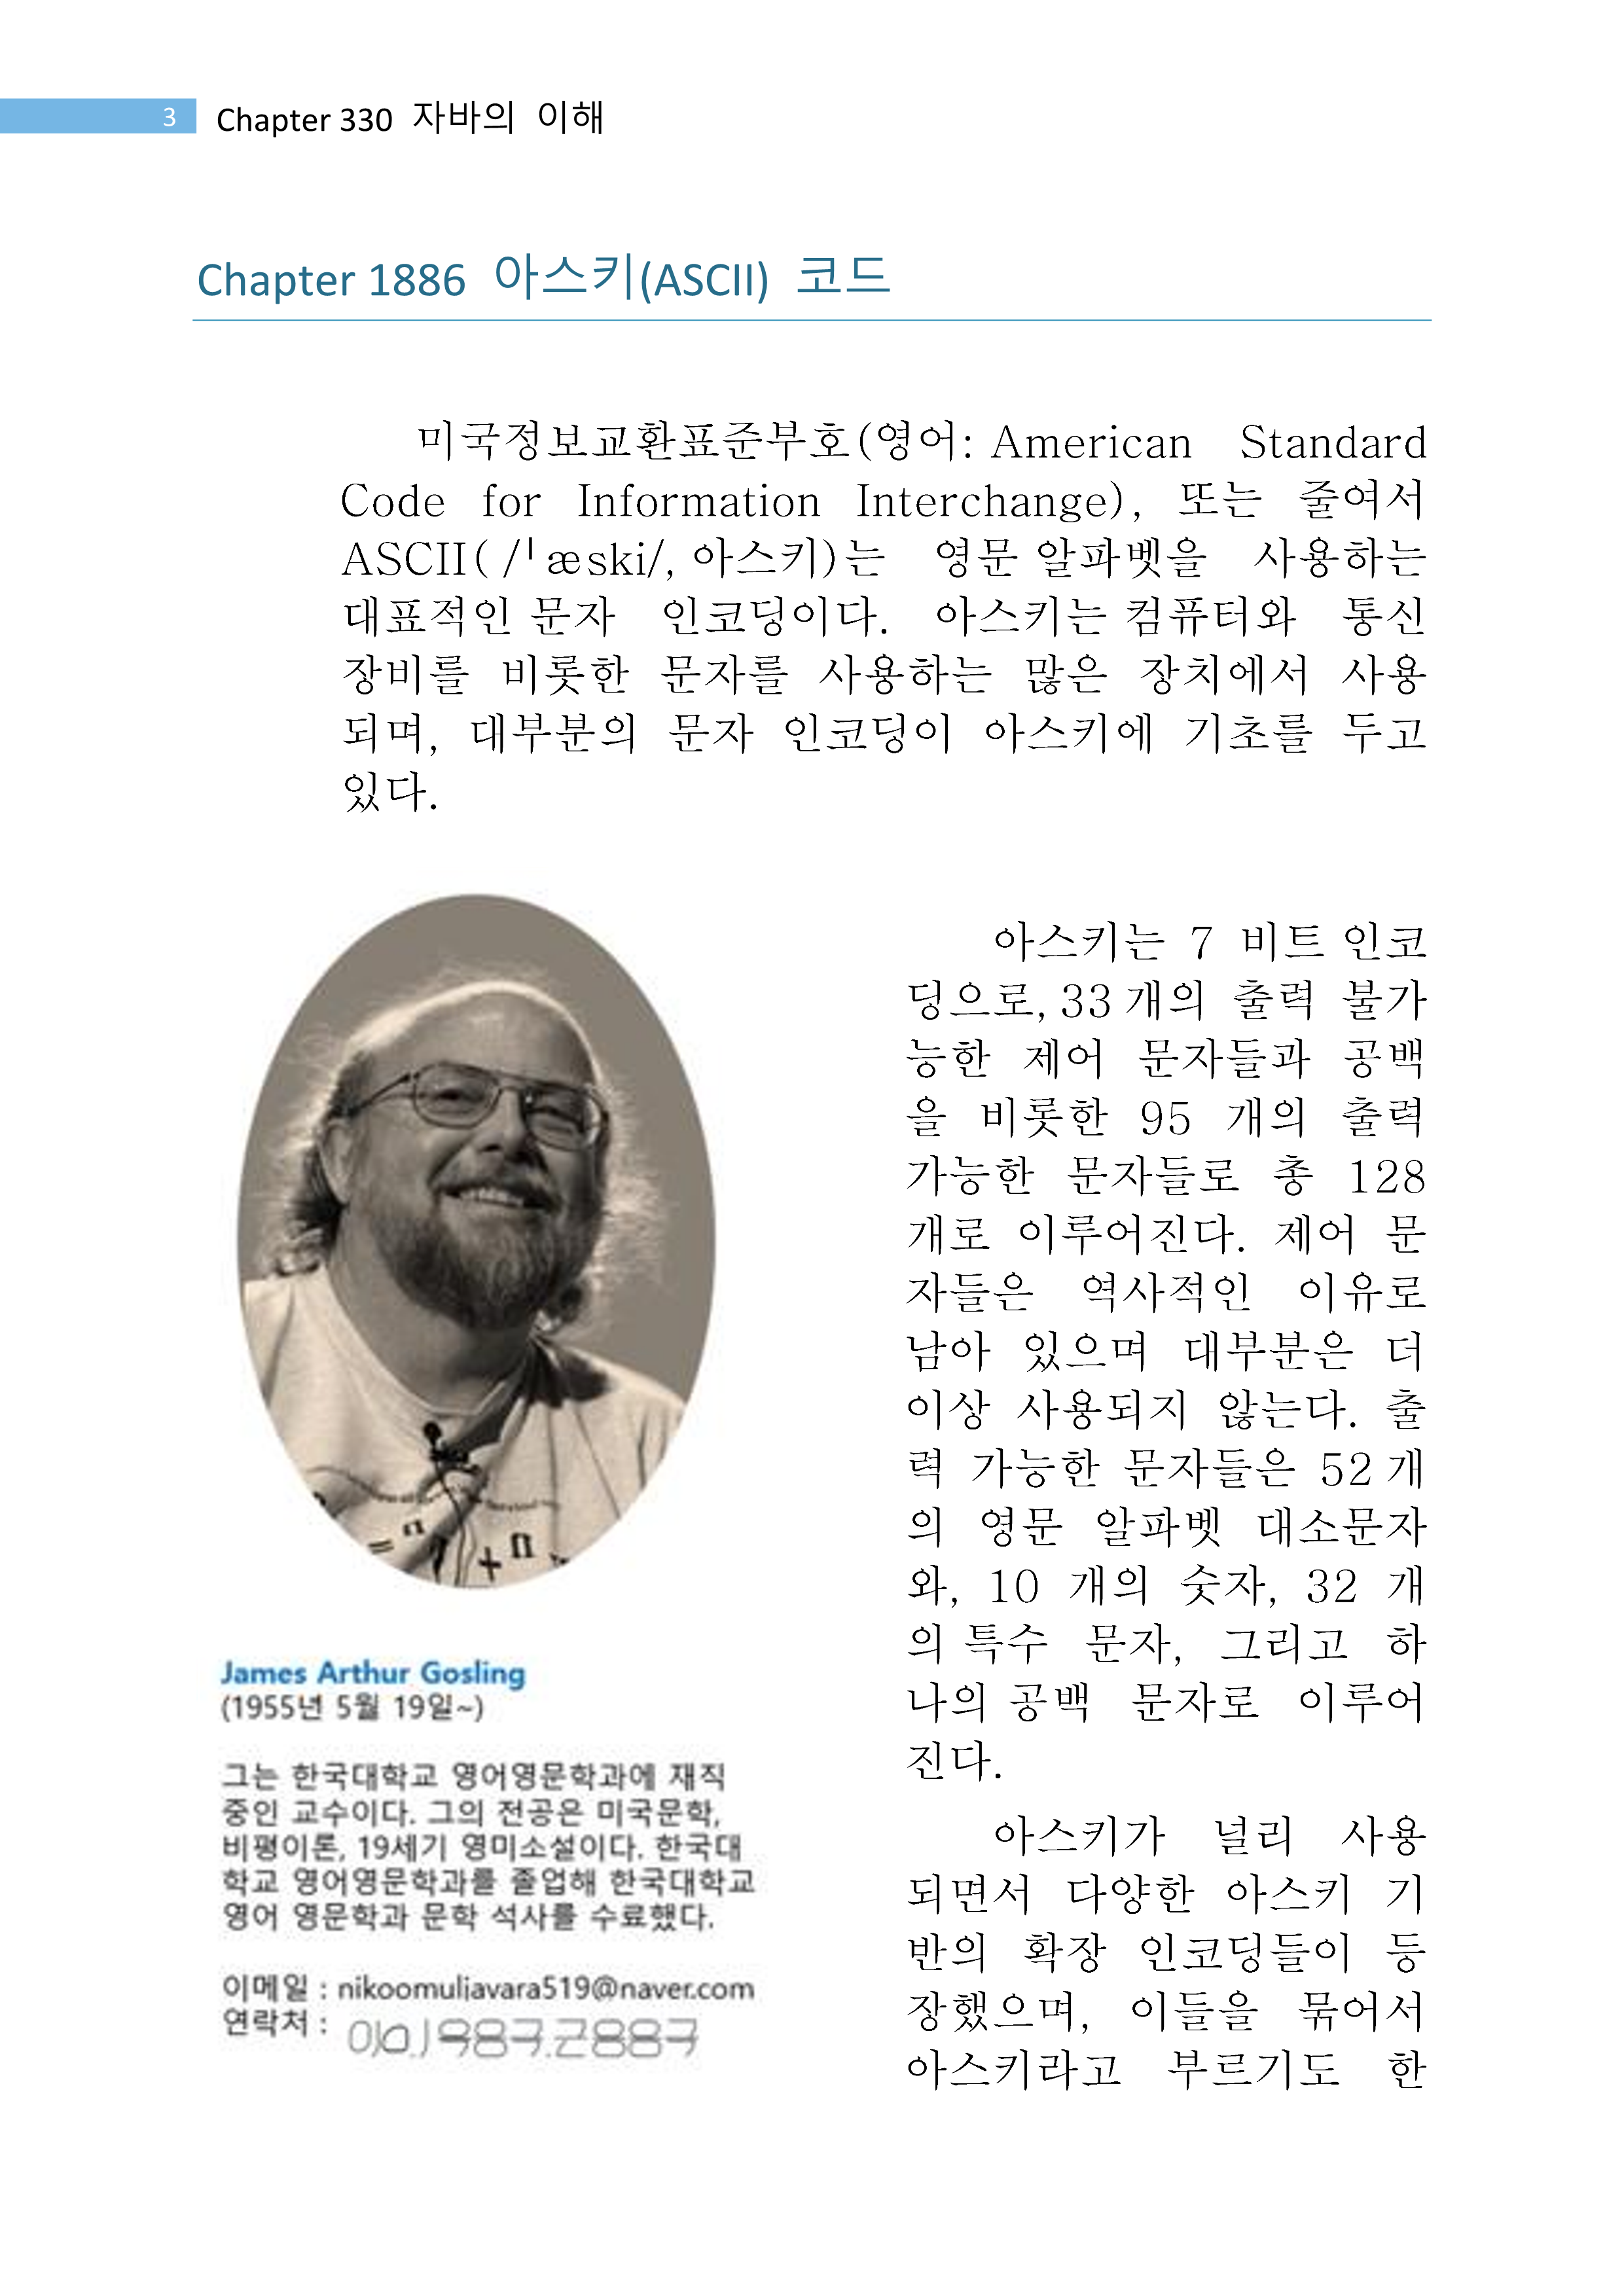 3 Chapter 330 자바의 이해
Chapter 1886 아스키(ASCII) 코드
미국정보교환표준부호(영어: American Standard
Code for Information Interchange), 또는 줄여서
ASCII( /ˈæski/, 아스키)는 영문 알파벳을 사용하는
대표적인 문자 인코딩이다. 아스키는 컴퓨터와 통신
장비를 비롯한 문자를 사용하는 많은 장치에서 사용
되며, 대부분의 문자 인코딩이 아스키에 기초를 두고
있다.
James Arthur Gosling
(1955년 5월 19일~)
그는 한국대학교 영어영문학과에 재직
중인 교수이다. 그의 전공은 미국문학,
비평이론, 19세기 영미소설이다. 한국대
학교 영어영문학과를 졸업해 한국대학교
영어 영문학과 문학 석사를 수료했다.
이메일 : nikoomuljavara519@naver.com
연락처 : 010.1987.2887
아스키는 7 비트 인코
딩으로, 33 개의 출력 불가
능한 제어 문자들과 공백
을 비롯한 95 개의 출력
가능한 문자들로 총 128
개로 이루어진다. 제어 문
자들은 역사적인 이유로
남아 있으며 대부분은 더
이상 사용되지 않는다. 출
력 가능한 문자들은 52 개
의 영문 알파벳 대소문자
와, 10 개의 숫자, 32 개
의 특수 문자, 그리고 하
나의 공백 문자로 이루어
진다.
아스키가 널리 사용
되면서 다양한 아스키 기
반의 확장 인코딩들이 등
장했으며, 이들을 묶어서
아스키라고 부르기도 한